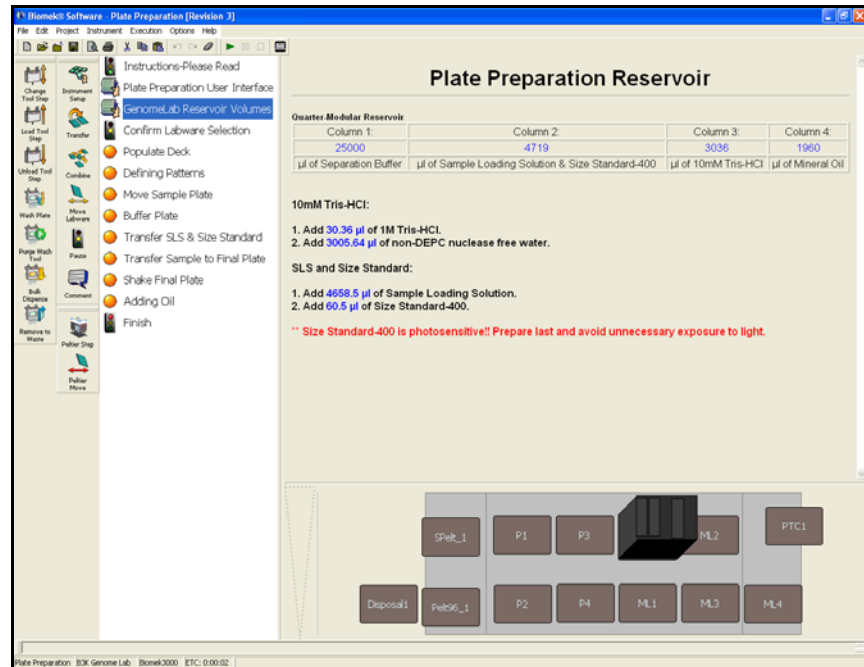 Biomek® Software - Plate Preparation [Revision 3]
File Edit Project Instrument Execution Options Help
Change Tool Step
Load Tool Step
Unload Tool Step
Wash Plate
Purge Wash Tool
Bulk Dispense
Remove to Waste
Instrument Setup
Transfer
Combine
Move Labware
Pause
Comment
Peltier Step
Peltier Move
Instructions-Please Read
Plate Preparation User Interface
GenomeLab Reservoir Volumes
Confirm Labware Selection
Populate Deck
Defining Patterns
Move Sample Plate
Buffer Plate
Transfer SLS & Size Standard
Transfer Sample to Final Plate
Shake Final Plate
Adding Oil
Finish
Plate Preparation Reservoir
Quarter-Modular Reservoir
Column 1: Column 2: Column 3: Column 4:
25000 4719 3036 1960
µl of Separation Buffer µl of Sample Loading Solution & Size Standard-400 µl of 10mM Tris-HCl µl of Mineral Oil
10mM Tris-HCl:
1. Add 30.36 µl of 1M Tris-HCl.
2. Add 3005.64 µl of non-DEPC nuclease free water.
SLS and Size Standard:
1. Add 4658.5 µl of Sample Loading Solution.
2. Add 60.5 µl of Size Standard-400.
** Size Standard-400 is photosensitive!! Prepare last and avoid unnecessary exposure to light.
SPelt_1 P1 P3 ML2 PTC1
Disposal1 Pelt96_1 P2 P4 ML1 ML3 ML4
Plate Preparation B3K Genome Lab Biomek3000 ETC: 0:00:02